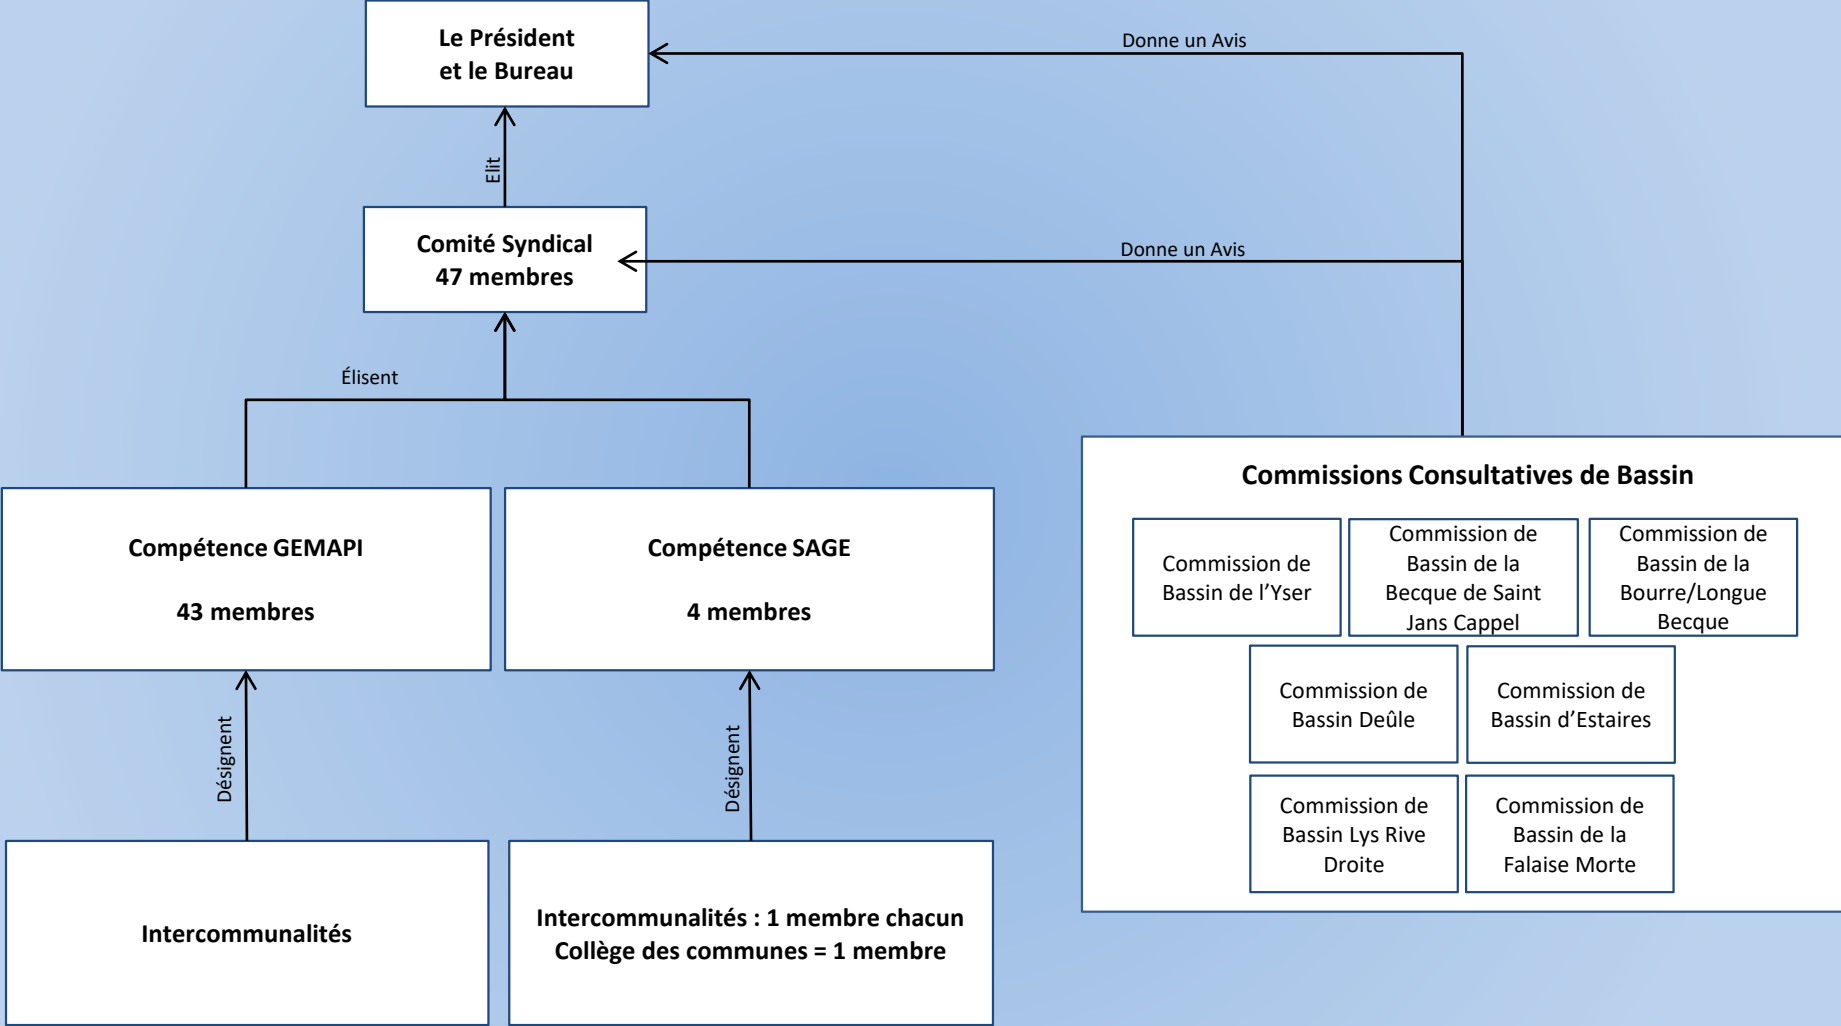 Le Président
et le Bureau
Donne un Avis
Elit
Comité Syndical
47 membres
Donne un Avis
Élisent
Compétence GEMAPI
43 membres
Compétence SAGE
4 membres
Désignent
Désignent
Intercommunalités
Intercommunalités : 1 membre chacun
Collège des communes = 1 membre
Commissions Consultatives de Bassin
Commission de
Bassin de l’Yser
Commission de
Bassin de la
Becque de Saint
Jans Cappel
Commission de
Bassin de la
Bourre/Longue
Becque
Commission de
Bassin Deûle
Commission de
Bassin d’Estaires
Commission de
Bassin Lys Rive
Droite
Commission de
Bassin de la
Falaise Morte